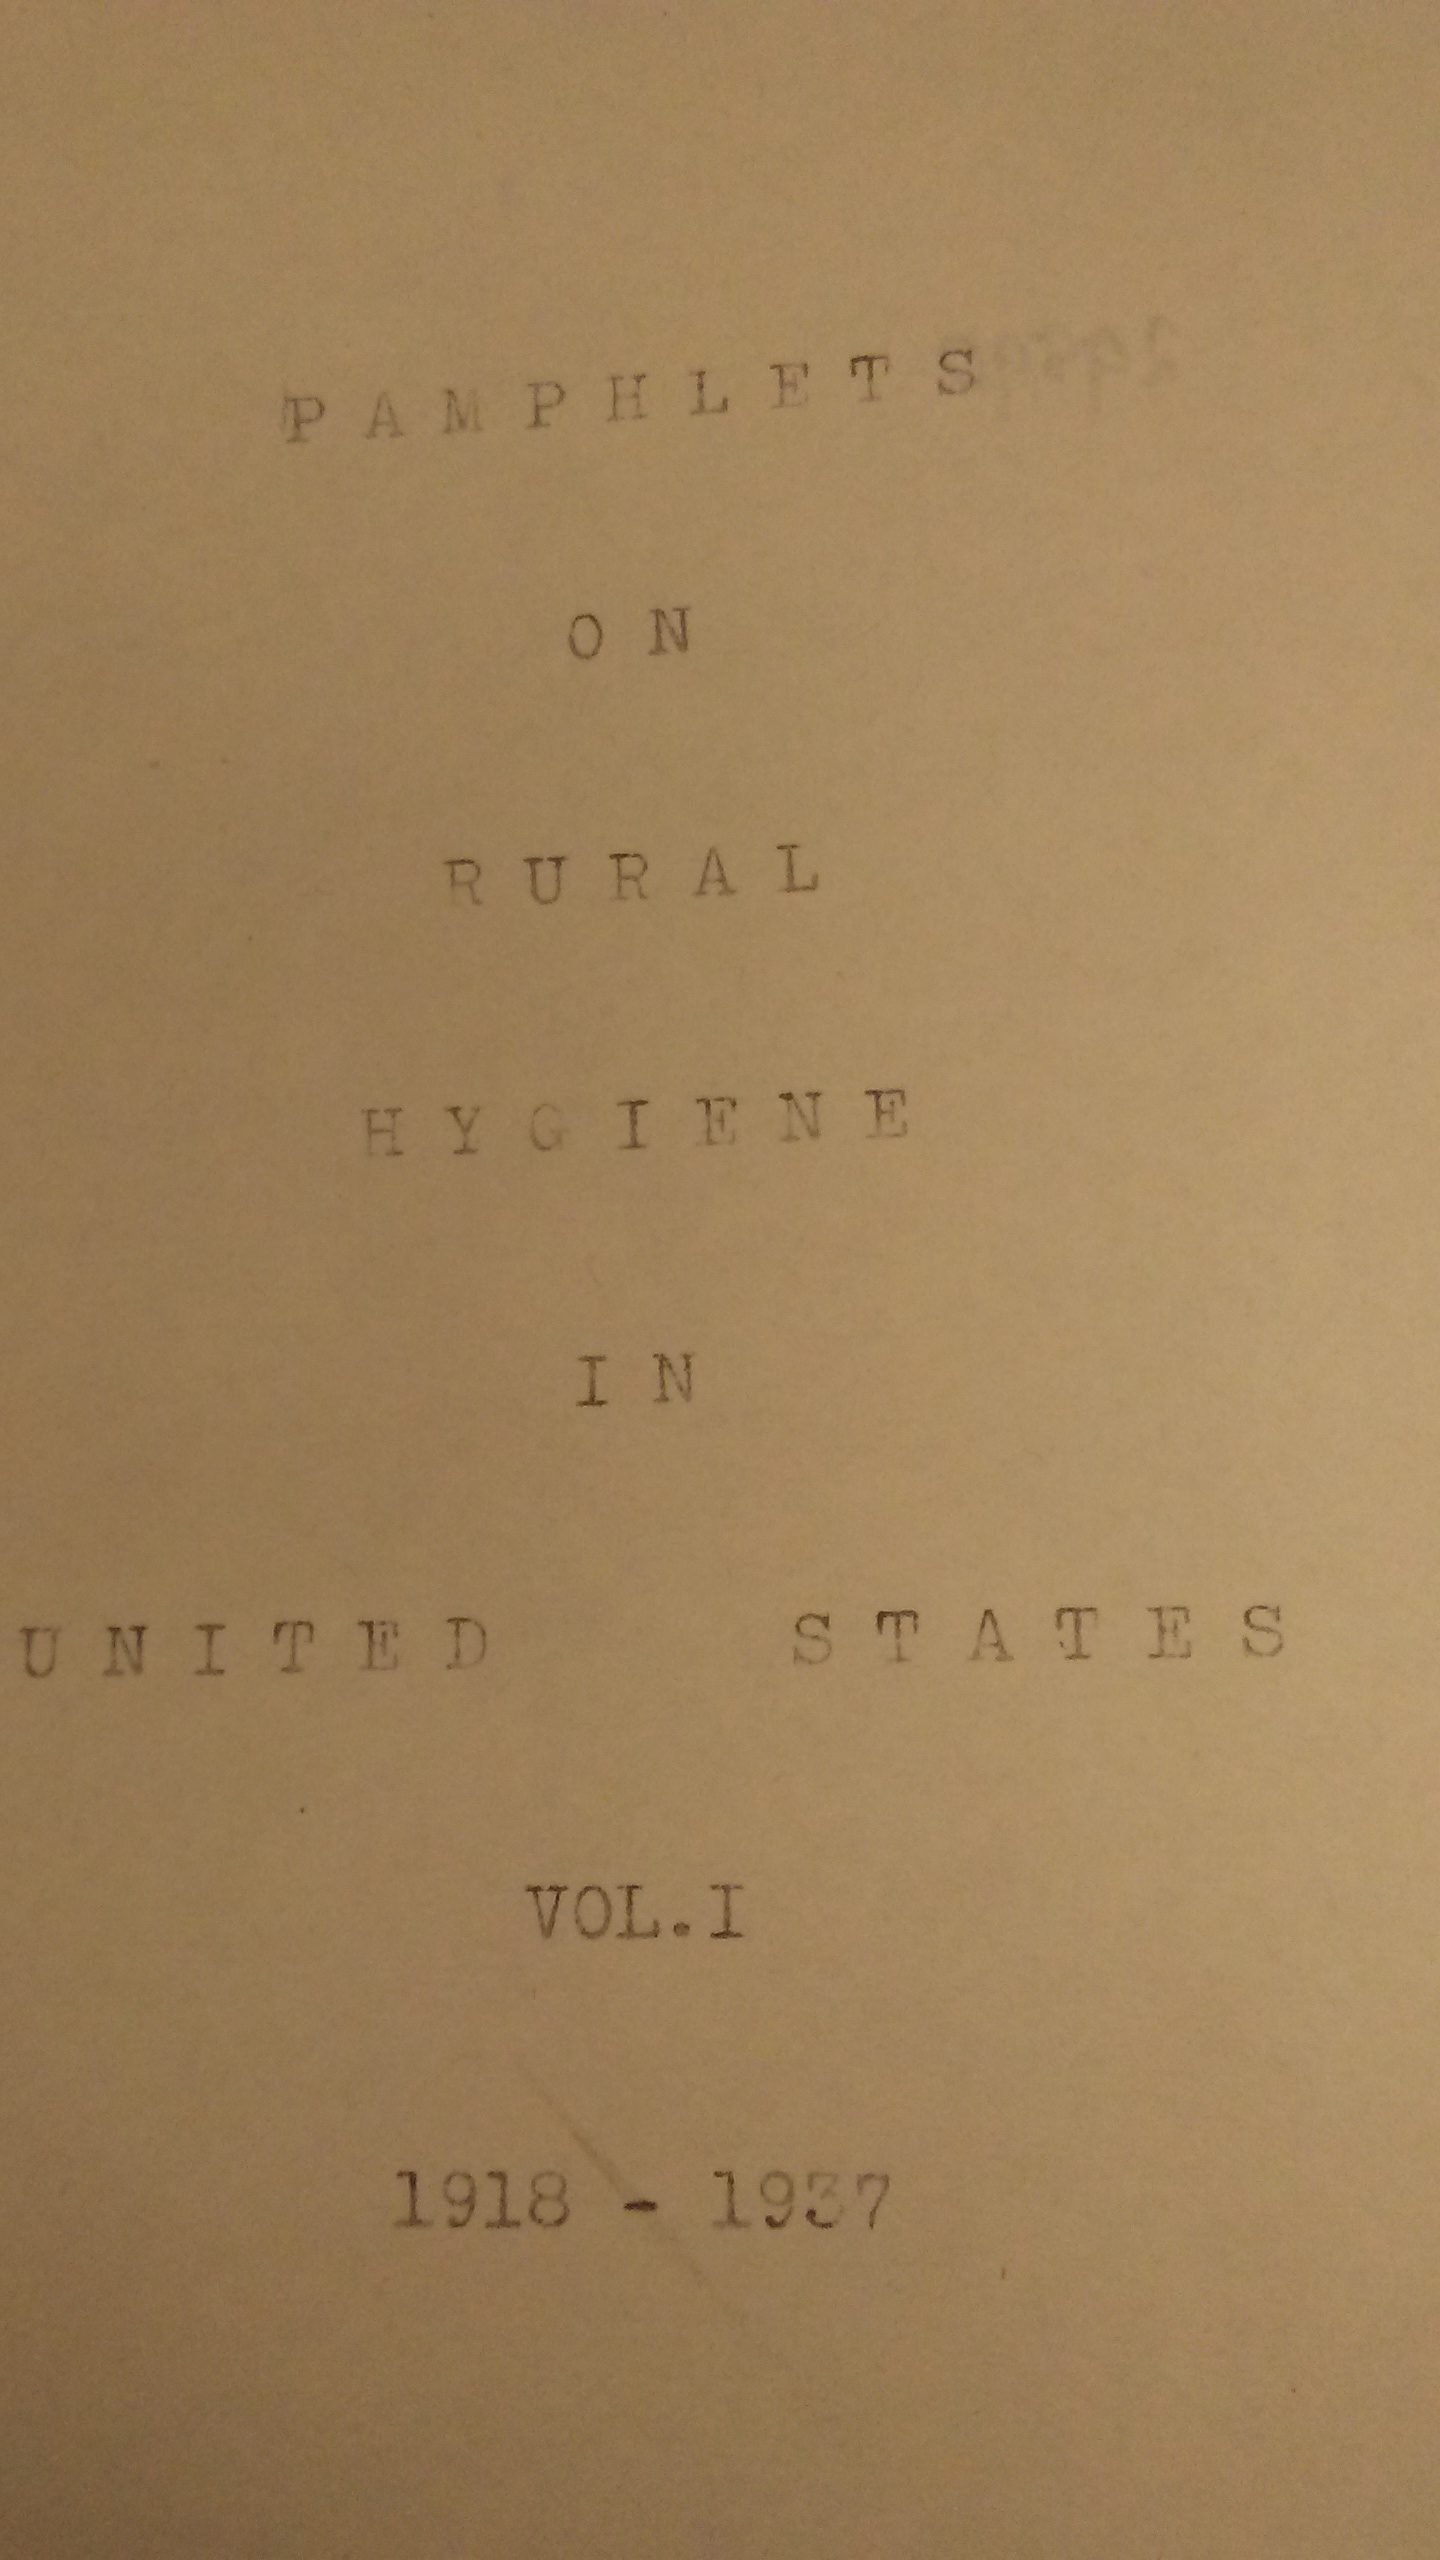 P A M P H L E T S
O N
R U R A L
H Y G I E N E
I N
U N I T E D   S T A T E S
VOL.I
1918 - 1937